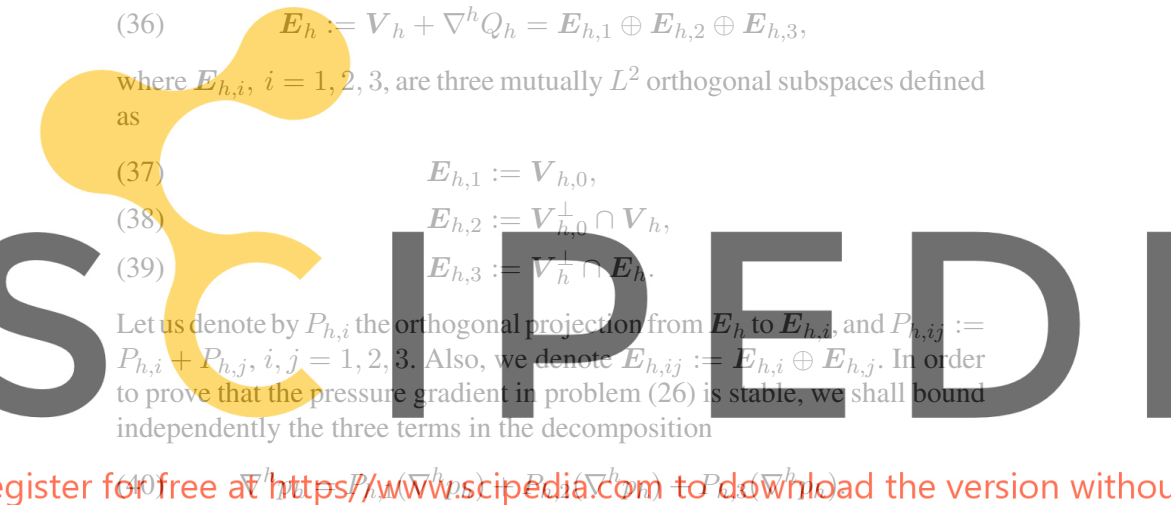 (36) E_h := V_h + ∇^h Q_h = E_{h,1} ⊕ E_{h,2} ⊕ E_{h,3},
where E_{h,i}, i = 1, 2, 3, are three mutually L^2 orthogonal subspaces defined
as
(37) E_{h,1} := V_{h,0},
(38) E_{h,2} := V_{h,0}^⊥ ∩ V_h,
(39) E_{h,3} := V_h^⊥ ∩ E_h.
SCIPEDI
Let us denote by P_{h,i} the orthogonal projection from E_h to E_{h,i}, and P_{h,ij} :=
P_{h,i} + P_{h,j}, i, j = 1, 2, 3. Also, we denote E_{h,ij} := E_{h,i} ⊕ E_{h,j}. In order
to prove that the pressure gradient in problem (26) is stable, we shall bound
independently the three terms in the decomposition
(40) ∇^h p_h = P_{h,1}(∇^h p_h) + P_{h,2}(∇^h p_h) + P_{h,3}(∇^h p_h).
egister for free at https://www.scipedia.com to download the version withou